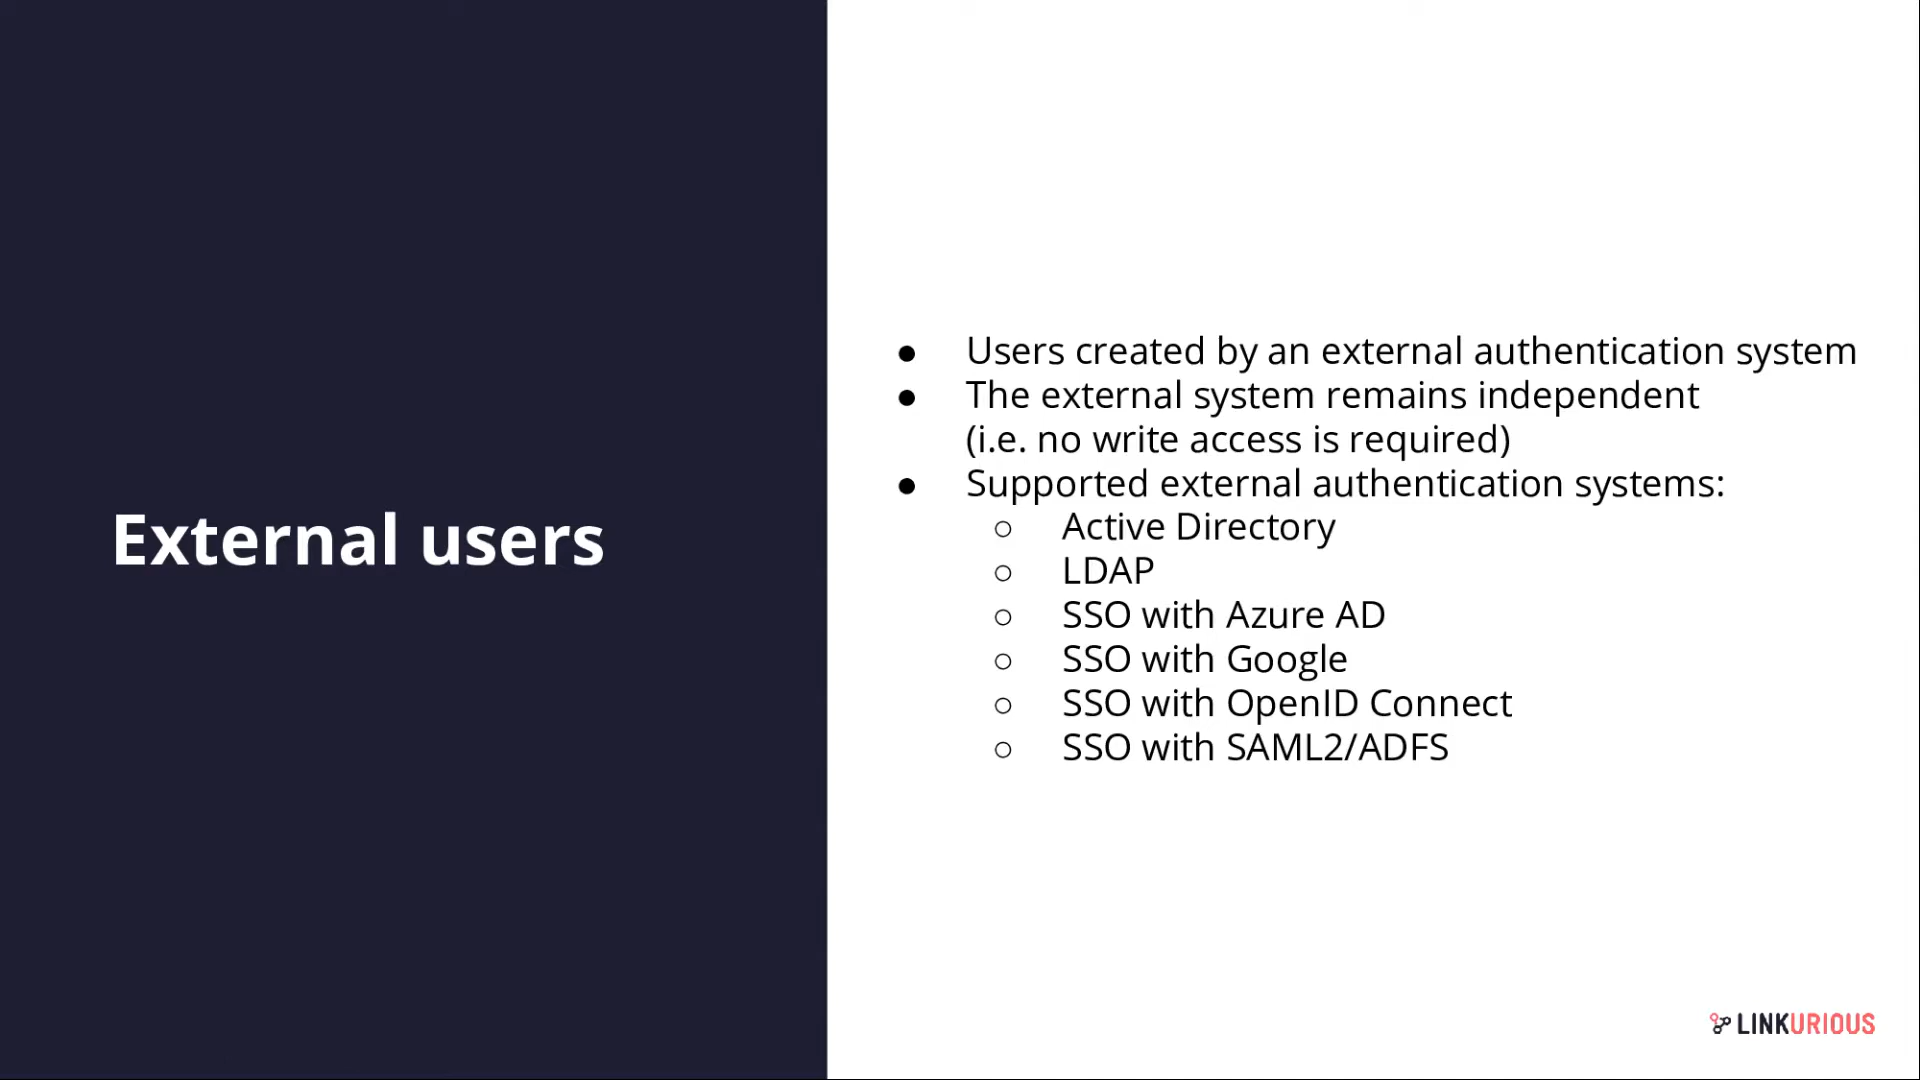 External users
● Users created by an external authentication system
● The external system remains independent
(i.e. no write access is required)
● Supported external authentication systems:
○ Active Directory
○ LDAP
○ SSO with Azure AD
○ SSO with Google
○ SSO with OpenID Connect
○ SSO with SAML2/ADFS
LINKURIOUS